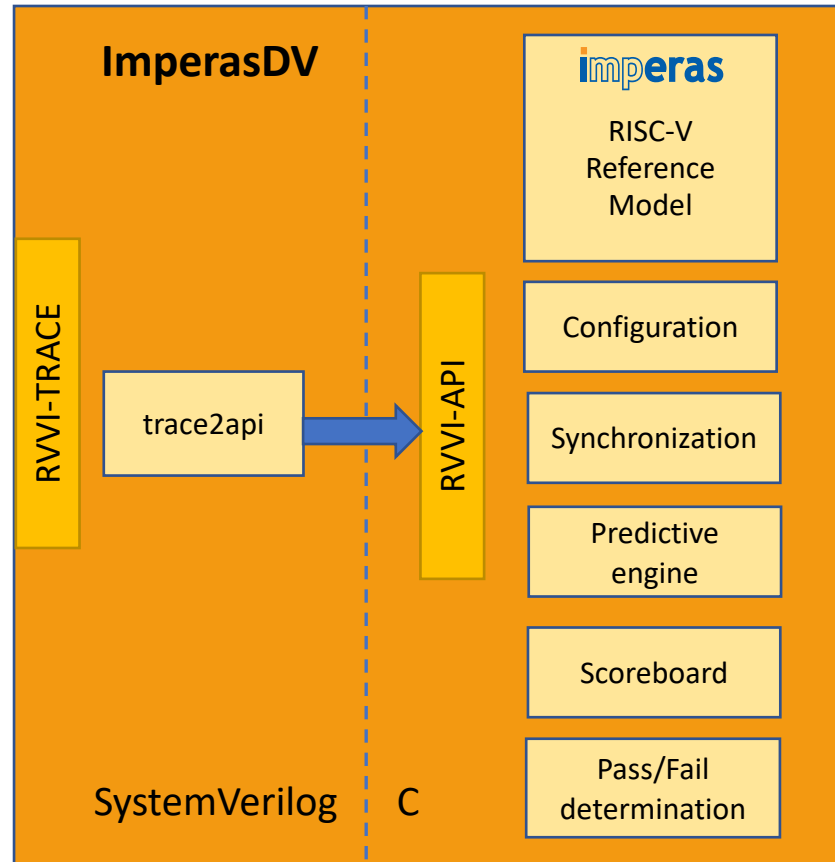 ImperasDV
imperas
RISC-V
Reference
Model
RVVI-TRACE
trace2api
RVVI-API
Configuration
Synchronization
Predictive
engine
Scoreboard
Pass/Fail
determination
SystemVerilog
C